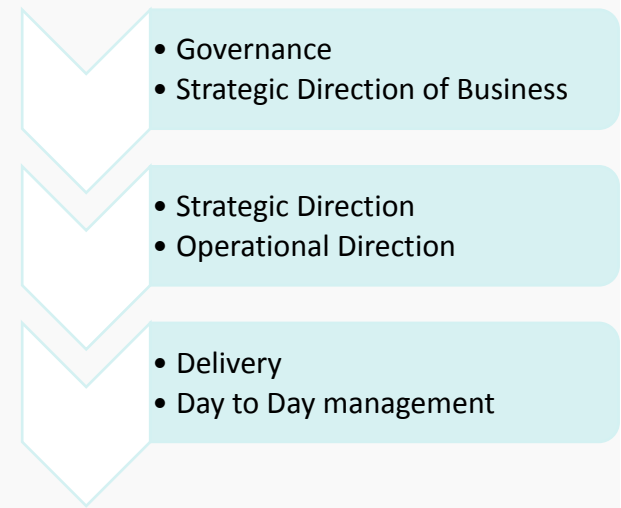 • Governance
• Strategic Direction of Business
• Strategic Direction
• Operational Direction
• Delivery
• Day to Day management